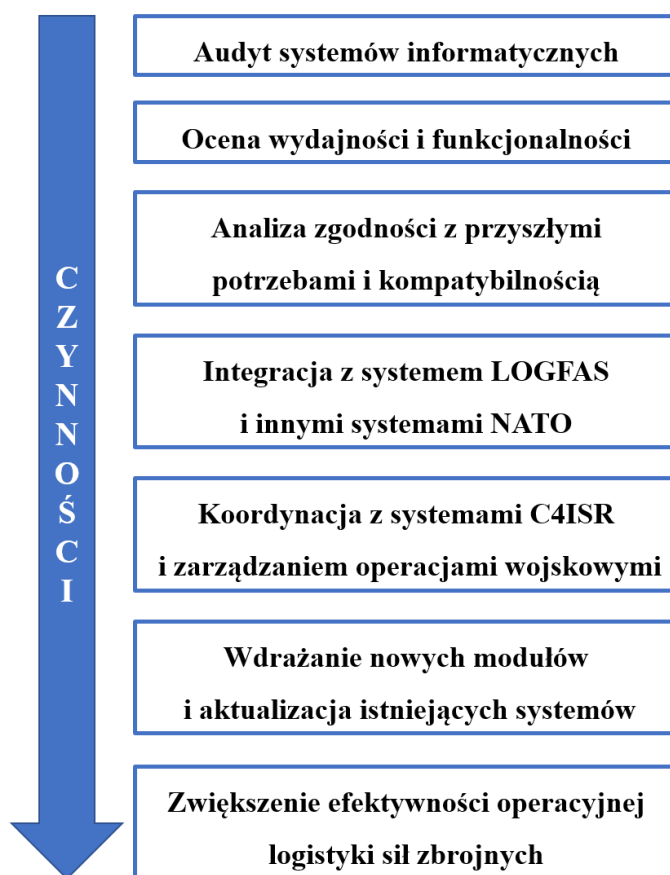 CZYNNOŚCI
Audyt systemów informatycznych
Ocena wydajności i funkcjonalności
Analiza zgodności z przyszłymi
potrzebami i kompatybilnością
Integracja z systemem LOGFAS
i innymi systemami NATO
Koordynacja z systemami C4ISR
i zarządzaniem operacjami wojskowymi
Wdrażanie nowych modułów
i aktualizacja istniejących systemów
Zwiększenie efektywności operacyjnej
logistyki sił zbrojnych